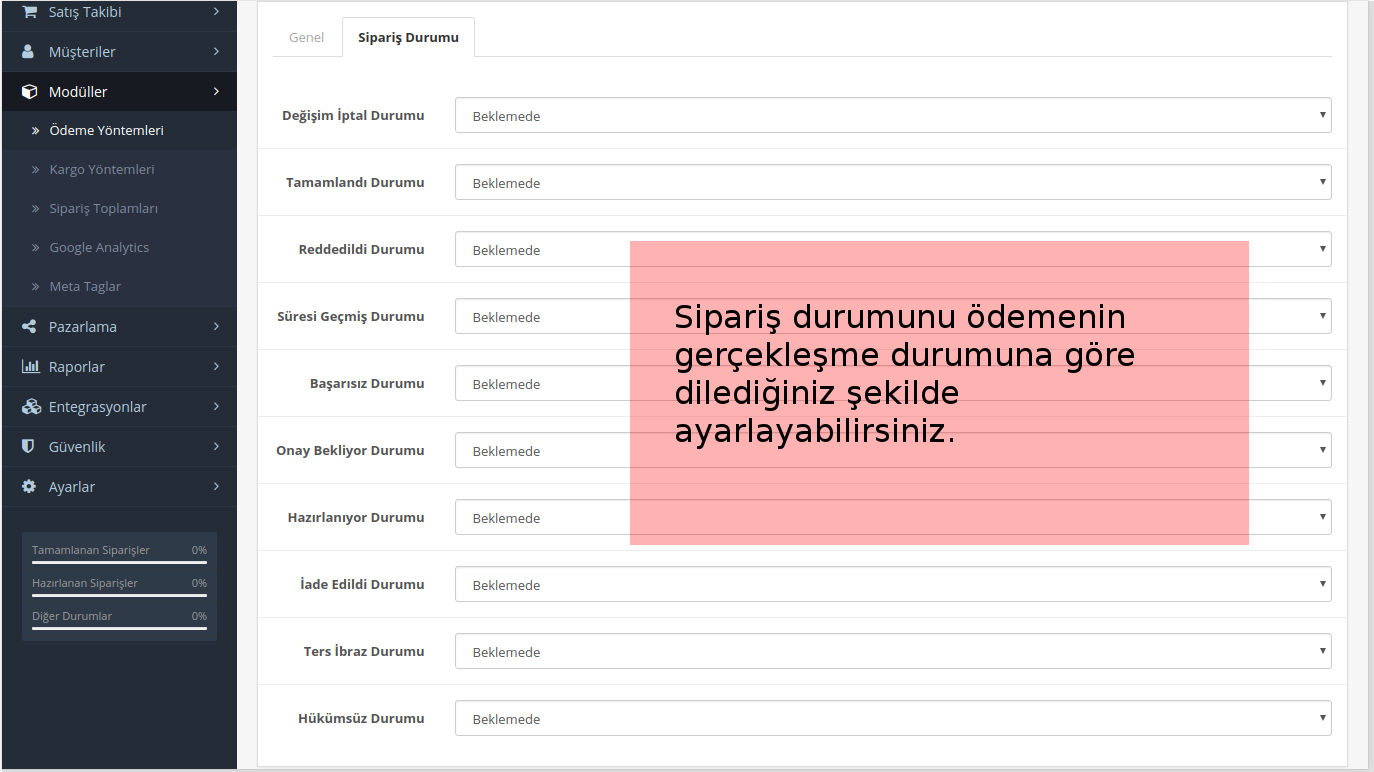 Satış Takibi
Müşteriler
Modüller
Ödeme Yöntemleri
Kargo Yöntemleri
Sipariş Toplamları
Google Analytics
Meta Taglar
Pazarlama
Raporlar
Entegrasyonlar
Güvenlik
Ayarlar
Tamamlanan Siparişler 0%
Hazırlanan Siparişler 0%
Diğer Durumlar 0%
Genel Sipariş Durumu
Değişim İptal Durumu Beklemede
Tamamlandı Durumu Beklemede
Reddedildi Durumu Beklemede
Süresi Geçmiş Durumu Beklemede
Başarısız Durumu Beklemede
Onay Bekliyor Durumu Beklemede
Hazırlanıyor Durumu Beklemede
İade Edildi Durumu Beklemede
Ters İbraz Durumu Beklemede
Hükümsüz Durumu Beklemede
Sipariş durumunu ödemenin
gerçekleşme durumuna göre
dilediğiniz şekilde
ayarlayabilirsiniz.